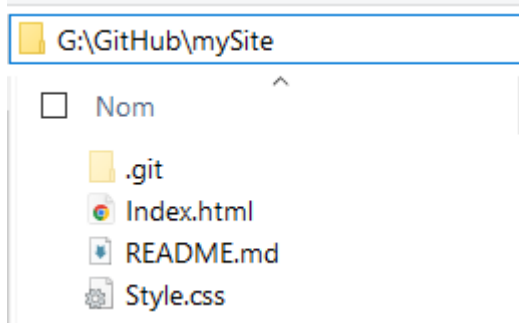 G:\GitHub\mySite
Nom
.git
Index.html
README.md
Style.css